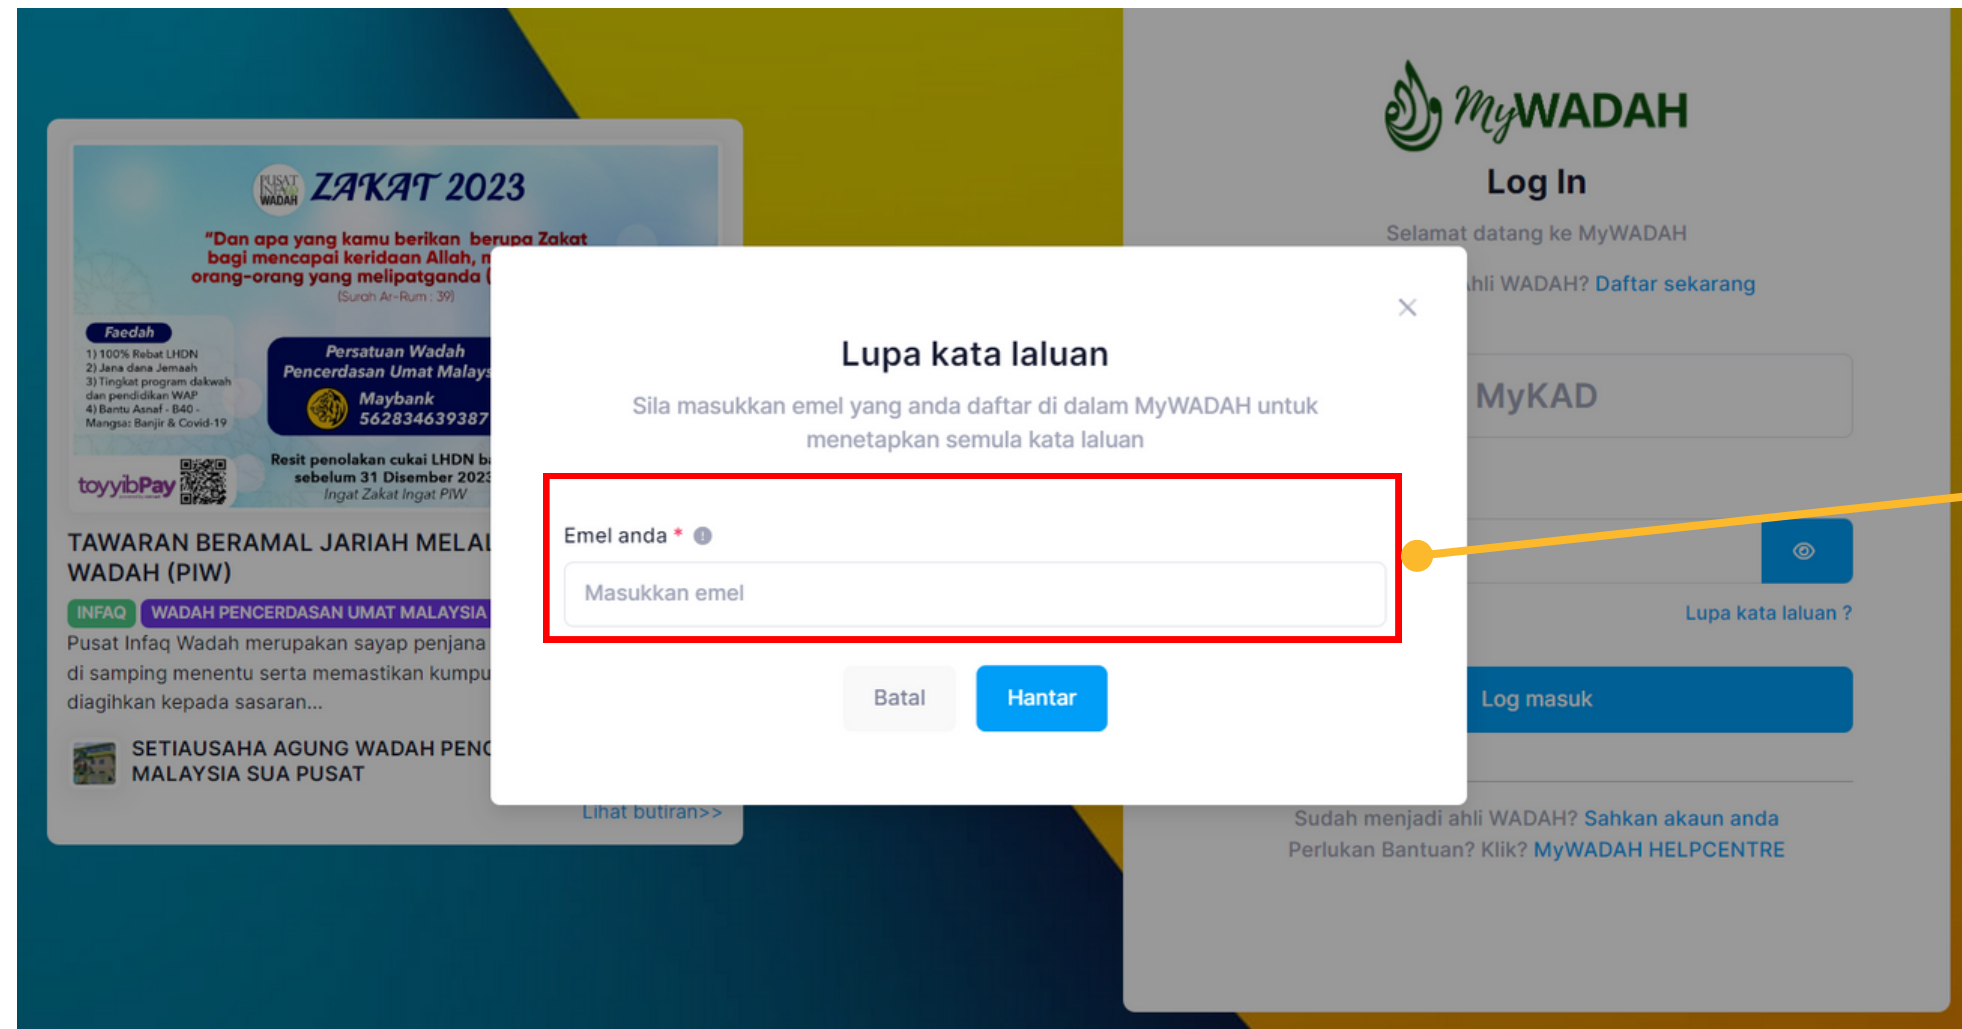 PUSAT
INFAQ
WADAH
ZAKAT 2023
"Dan apa yang kamu berikan berupa Zakat
bagi mencapai keridaan Allah,
orang-orang yang melipatganda
(Surah Ar-Rum : 39)
Faedah
1) 100% Rebat LHDN
2) Jana dana Jemaah
3) Tingkat program dakwah
dan pendidikan WAP
4) Bantu Asnaf - B40 -
Mangsa: Banjir & Covid-19
Persatuan Wadah
Pencerdasan Umat Malays
Maybank
562834639387
toyyibPay
Resit penolakan cukai LHDN
sebelum 31 Disember 2023
Ingat Zakat Ingat PIW
TAWARAN BERAMAL JARIAH MELAL
WADAH (PIW)
INFAQ
WADAH PENCERDASAN UMAT MALAYSIA
Pusat Infaq Wadah merupakan sayap penjana
di samping menentu serta memastikan kumpu
diagihkan kepada sasaran...
SETIAUSAHA AGUNG WADAH PENC
MALAYSIA SUA PUSAT
Lihat butiran>>
Lupa kata laluan
Sila masukkan emel yang anda daftar di dalam MyWADAH untuk
menetapkan semula kata laluan
Emel anda *
Masukkan emel
Batal
Hantar
MyWADAH
Log In
Selamat datang ke MyWADAH
hli WADAH? Daftar sekarang
MyKAD
Lupa kata laluan ?
Log masuk
Sudah menjadi ahli WADAH? Sahkan akaun anda
Perlukan Bantuan? Klik? MyWADAH HELPCENTRE